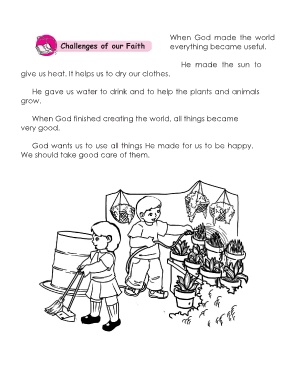 Challenges of our Faith
When God made the world
everything became useful.
He made the sun to
give us heat. It helps us to dry our clothes.
He gave us water to drink and to help the plants and animals
grow.
When God finished creating the world, all things became
very good.
God wants us to use all things He made for us to be happy.
We should take good care of them.